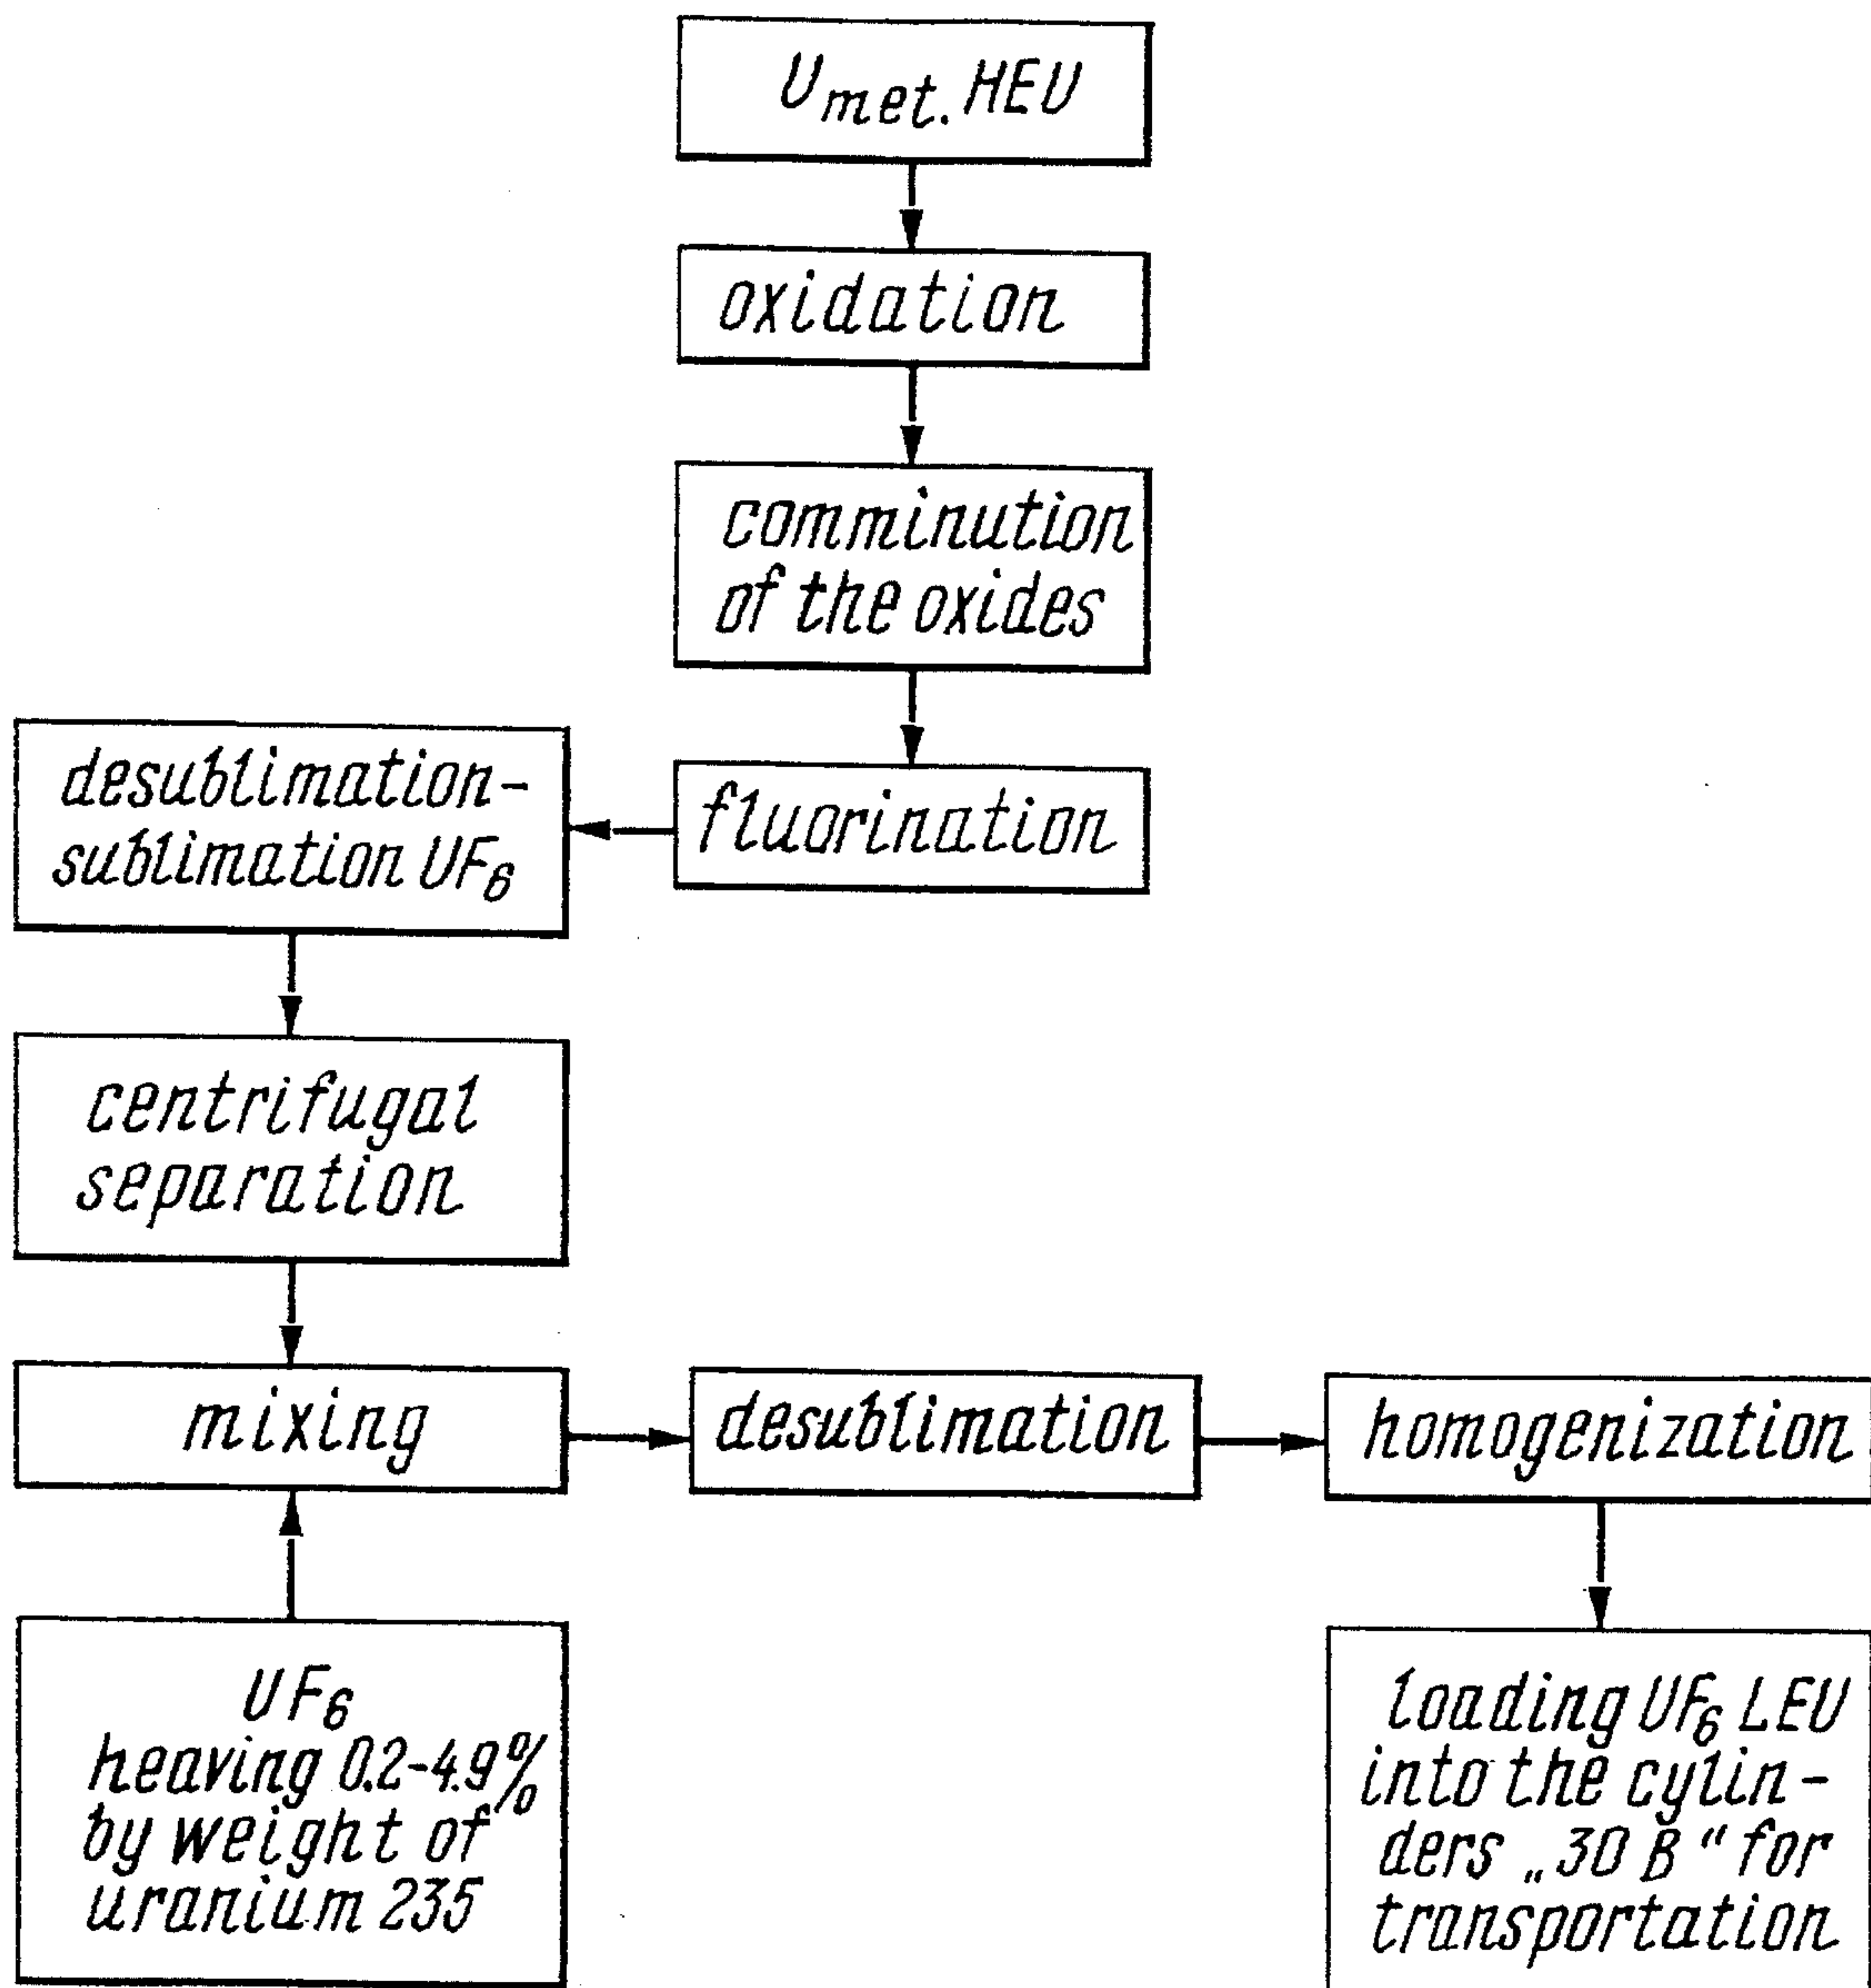 U met. HEU
oxidation
comminution
of the oxides
fluorination
desublimation-
sublimation UF₆
centrifugal
separation
mixing
desublimation
homogenization
UF₆
heaving 0.2-4.9%
by weight of
uranium 235
loading UF₆ LEU
into the cylin-
ders „30 B“ for
transportation